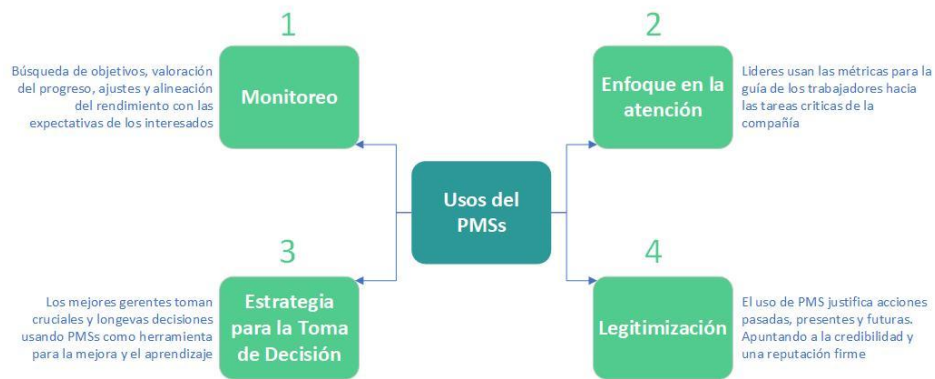 1
Monitoreo
Búsqueda de objetivos, valoración
del progreso, ajustes y alineación
del rendimiento con las
expectativas de los interesados
2
Enfoque en la
atención
Lideres usan las métricas para la
guía de los trabajadores hacia
las tareas criticas de la
compañía
Usos del
PMSs
3
Estrategia
para la Toma
de Decisión
Los mejores gerentes toman
cruciales y longevas decisiones
usando PMSs como herramienta
para la mejora y el aprendizaje
4
Legitimización
El uso de PMS justifica acciones
pasadas, presentes y futuras.
Apuntando a la credibilidad y
una reputación firme